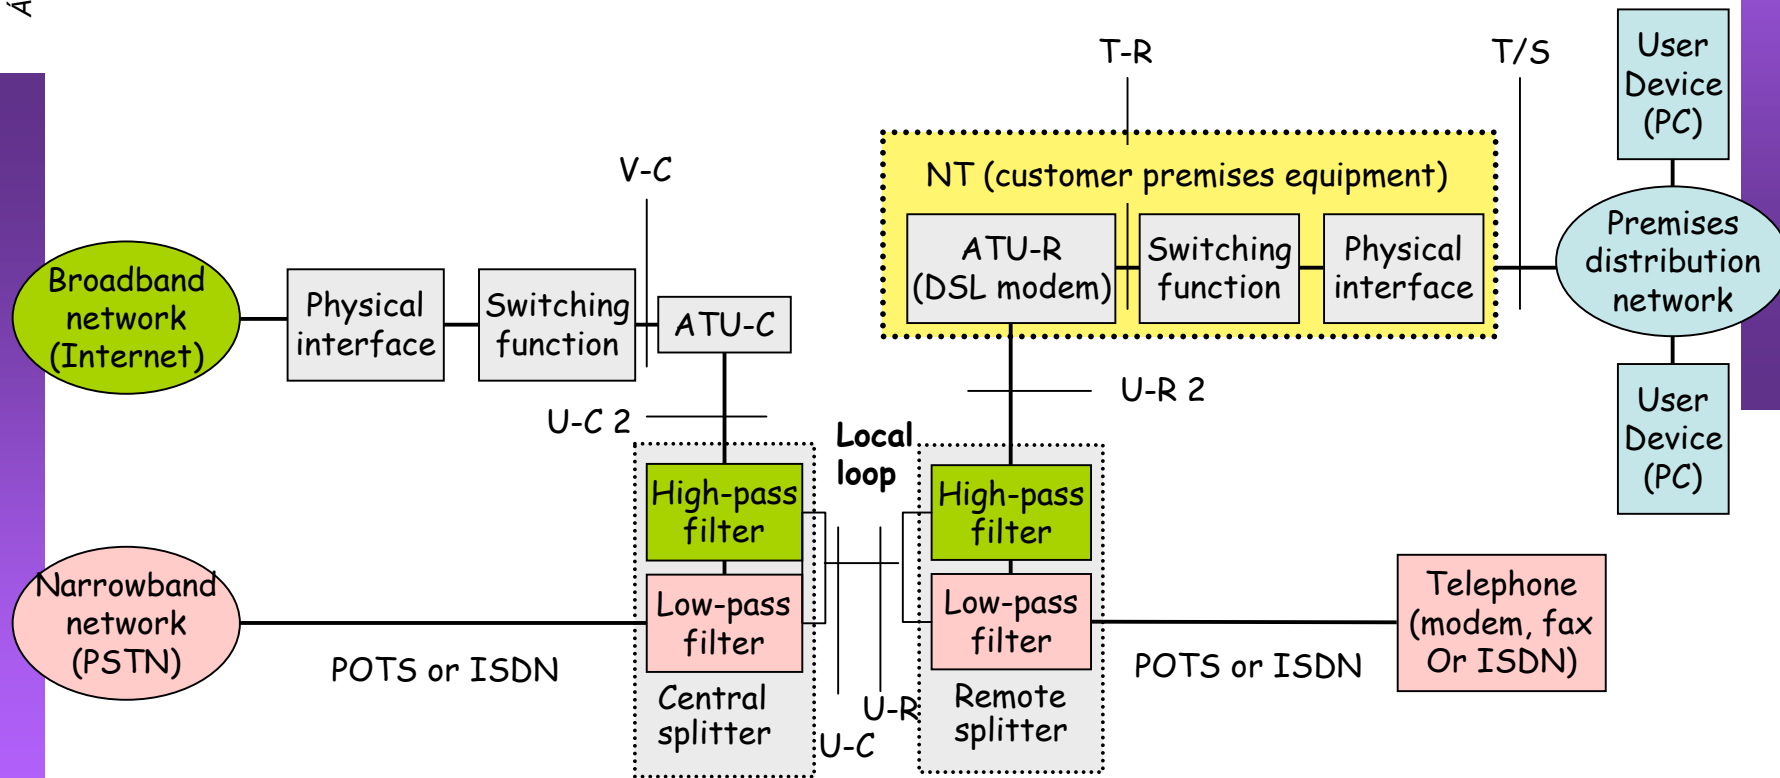 Á
T-R
T/S
User
Device
(PC)
V-C
NT (customer premises equipment)
Broadband
network
(Internet)
Physical
interface
Switching
function
ATU-C
ATU-R
(DSL modem)
Switching
function
Physical
interface
Premises
distribution
network
U-C 2
U-R 2
Local
loop
User
Device
(PC)
High-pass
filter
High-pass
filter
Narrowband
network
(PSTN)
POTS or ISDN
Low-pass
filter
Low-pass
filter
POTS or ISDN
Telephone
(modem, fax
Or ISDN)
Central
splitter
U-R
U-C
Remote
splitter